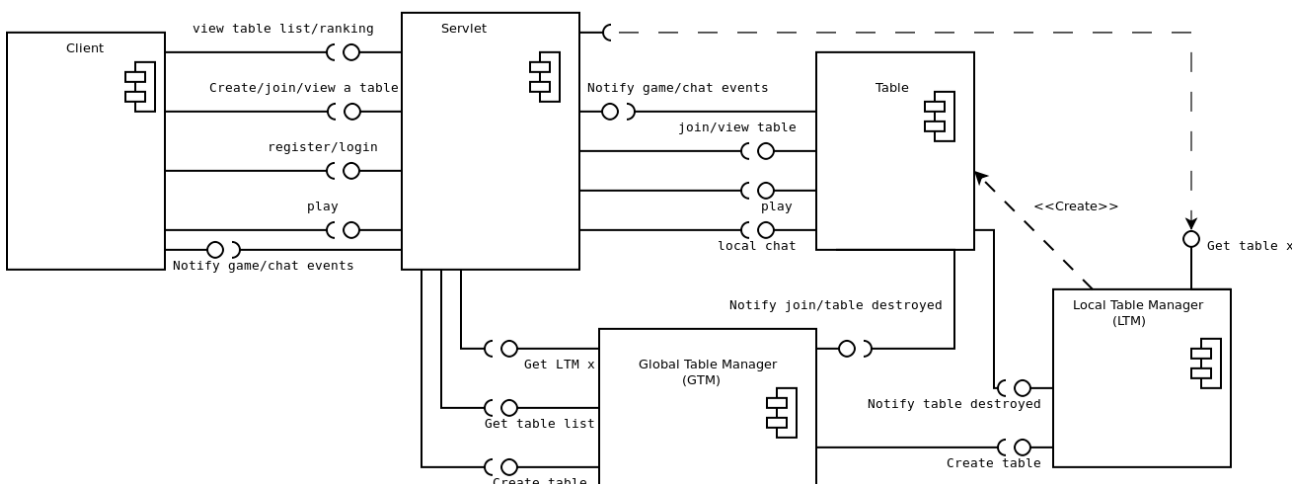 view table list/ranking
Servlet
Client
Create/join/view a table
Notify game/chat events
Table
join/view table
register/login
play
play
<<Create>>
local chat
Get table x
Notify game/chat events
Notify join/table destroyed
Local Table Manager
(LTM)
Get LTM x
Global Table Manager
(GTM)
Notify table destroyed
Get table list
Create table
Create table